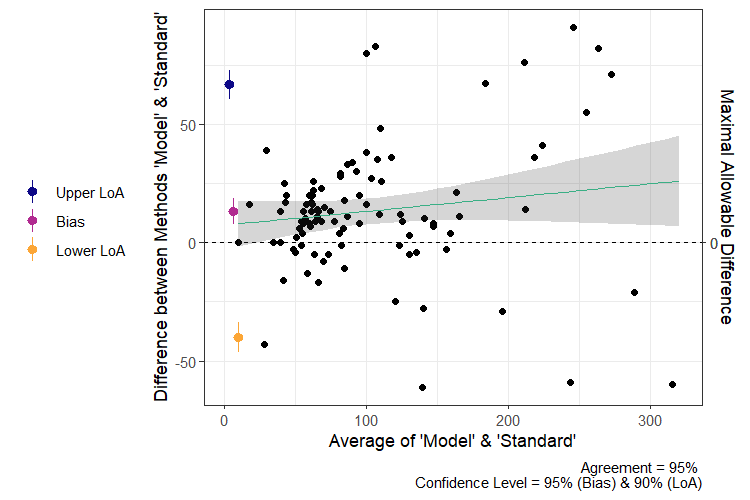 Difference between Methods 'Model' & 'Standard'
50
0
-50
Upper LoA
Bias
Lower LoA
0
Maximal Allowable Difference
0
100
200
300
Average of 'Model' & 'Standard'
Agreement = 95%
Confidence Level = 95% (Bias) & 90% (LoA)